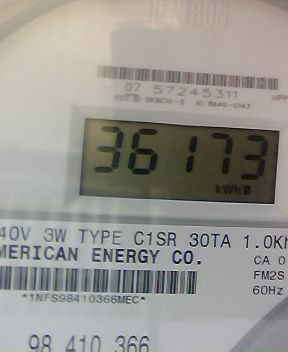 07 57245311
36173
kWh
40V 3W TYPE C1SR 30TA 1.0Kh
MERICAN ENERGY CO.
CA 0
FM2S
60Hz
*1NFS98410366MEC*
98 410 366